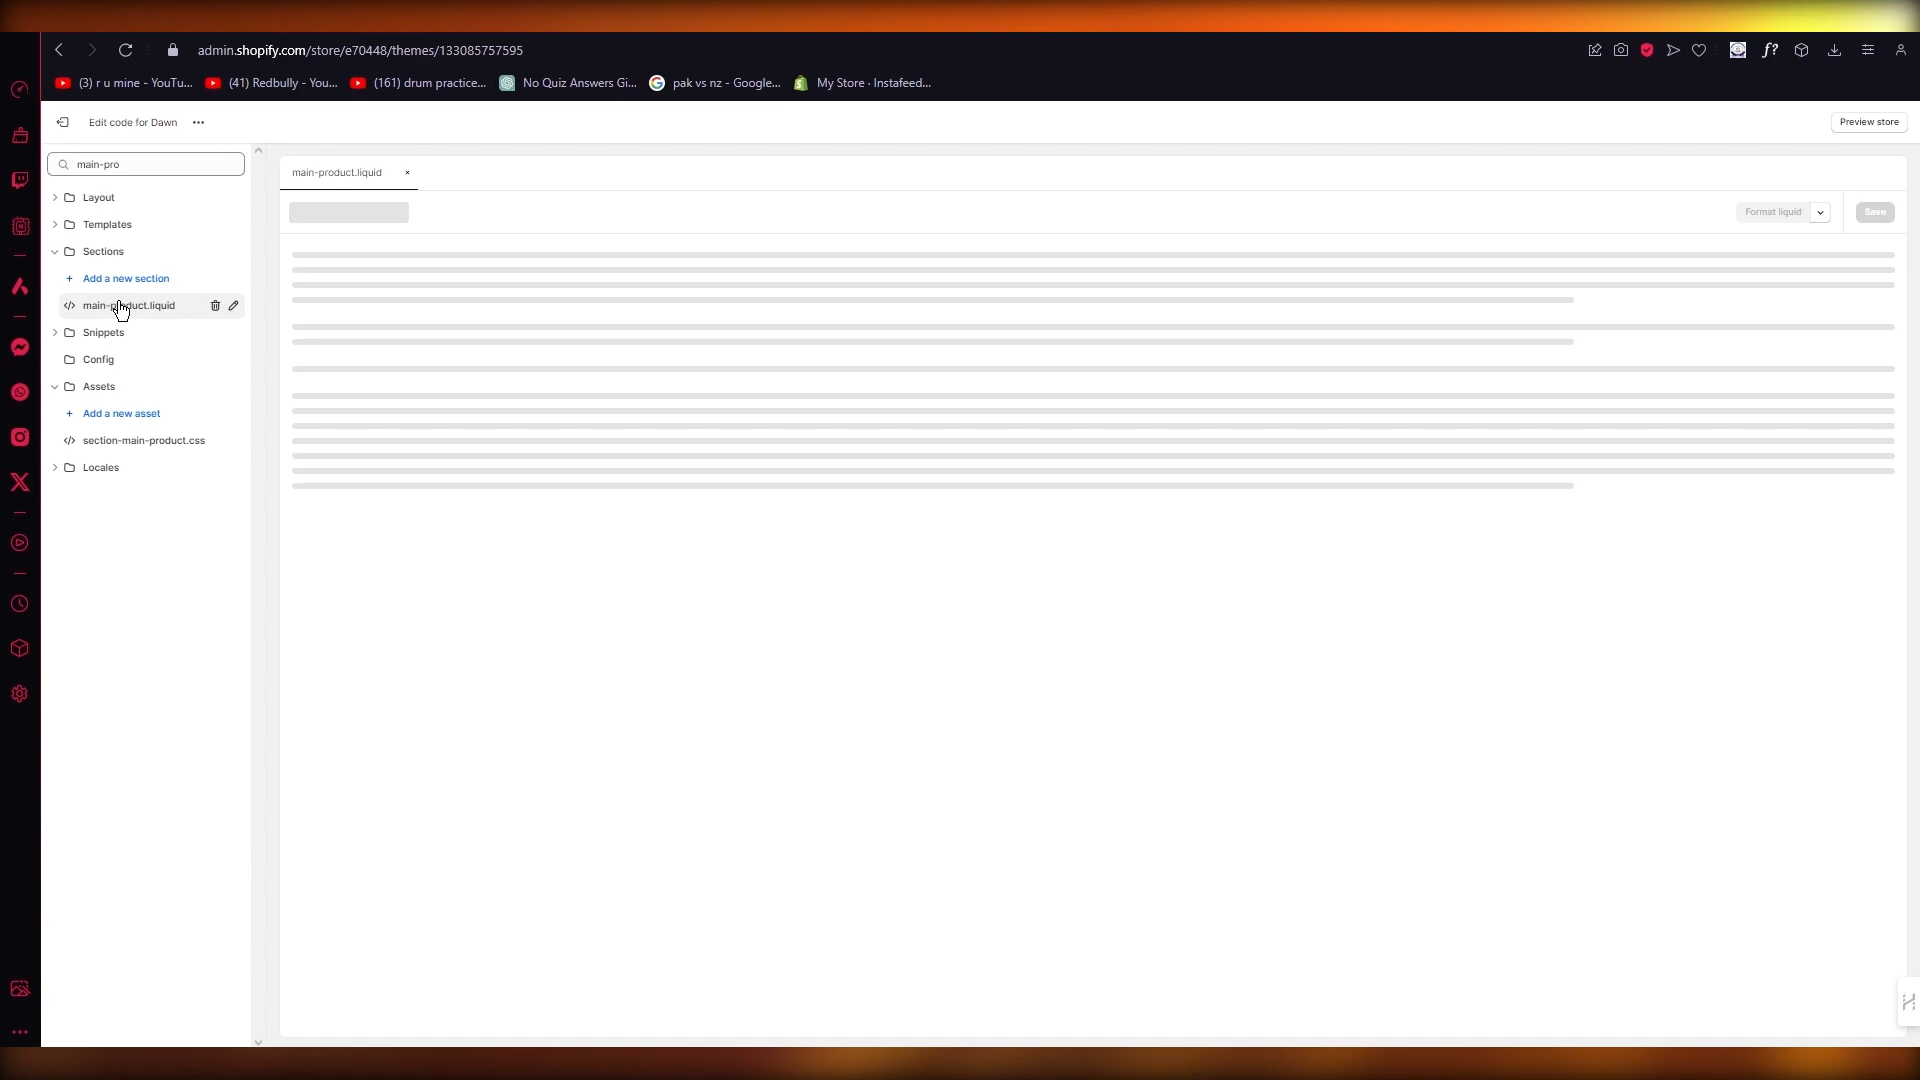 admin.shopify.com/store/e70448/themes/133085757595
(3) r u mine - YouTu...
(41) Redbully - You...
(161) drum practice...
No Quiz Answers Gi...
pak vs nz - Google...
My Store · Instafeed...
Edit code for Dawn
Preview store
main-pro
main-product.liquid
Layout
Templates
Format liquid
Save
Sections
Add a new section
main-product.liquid
Snippets
Config
Assets
Add a new asset
section-main-product.css
Locales